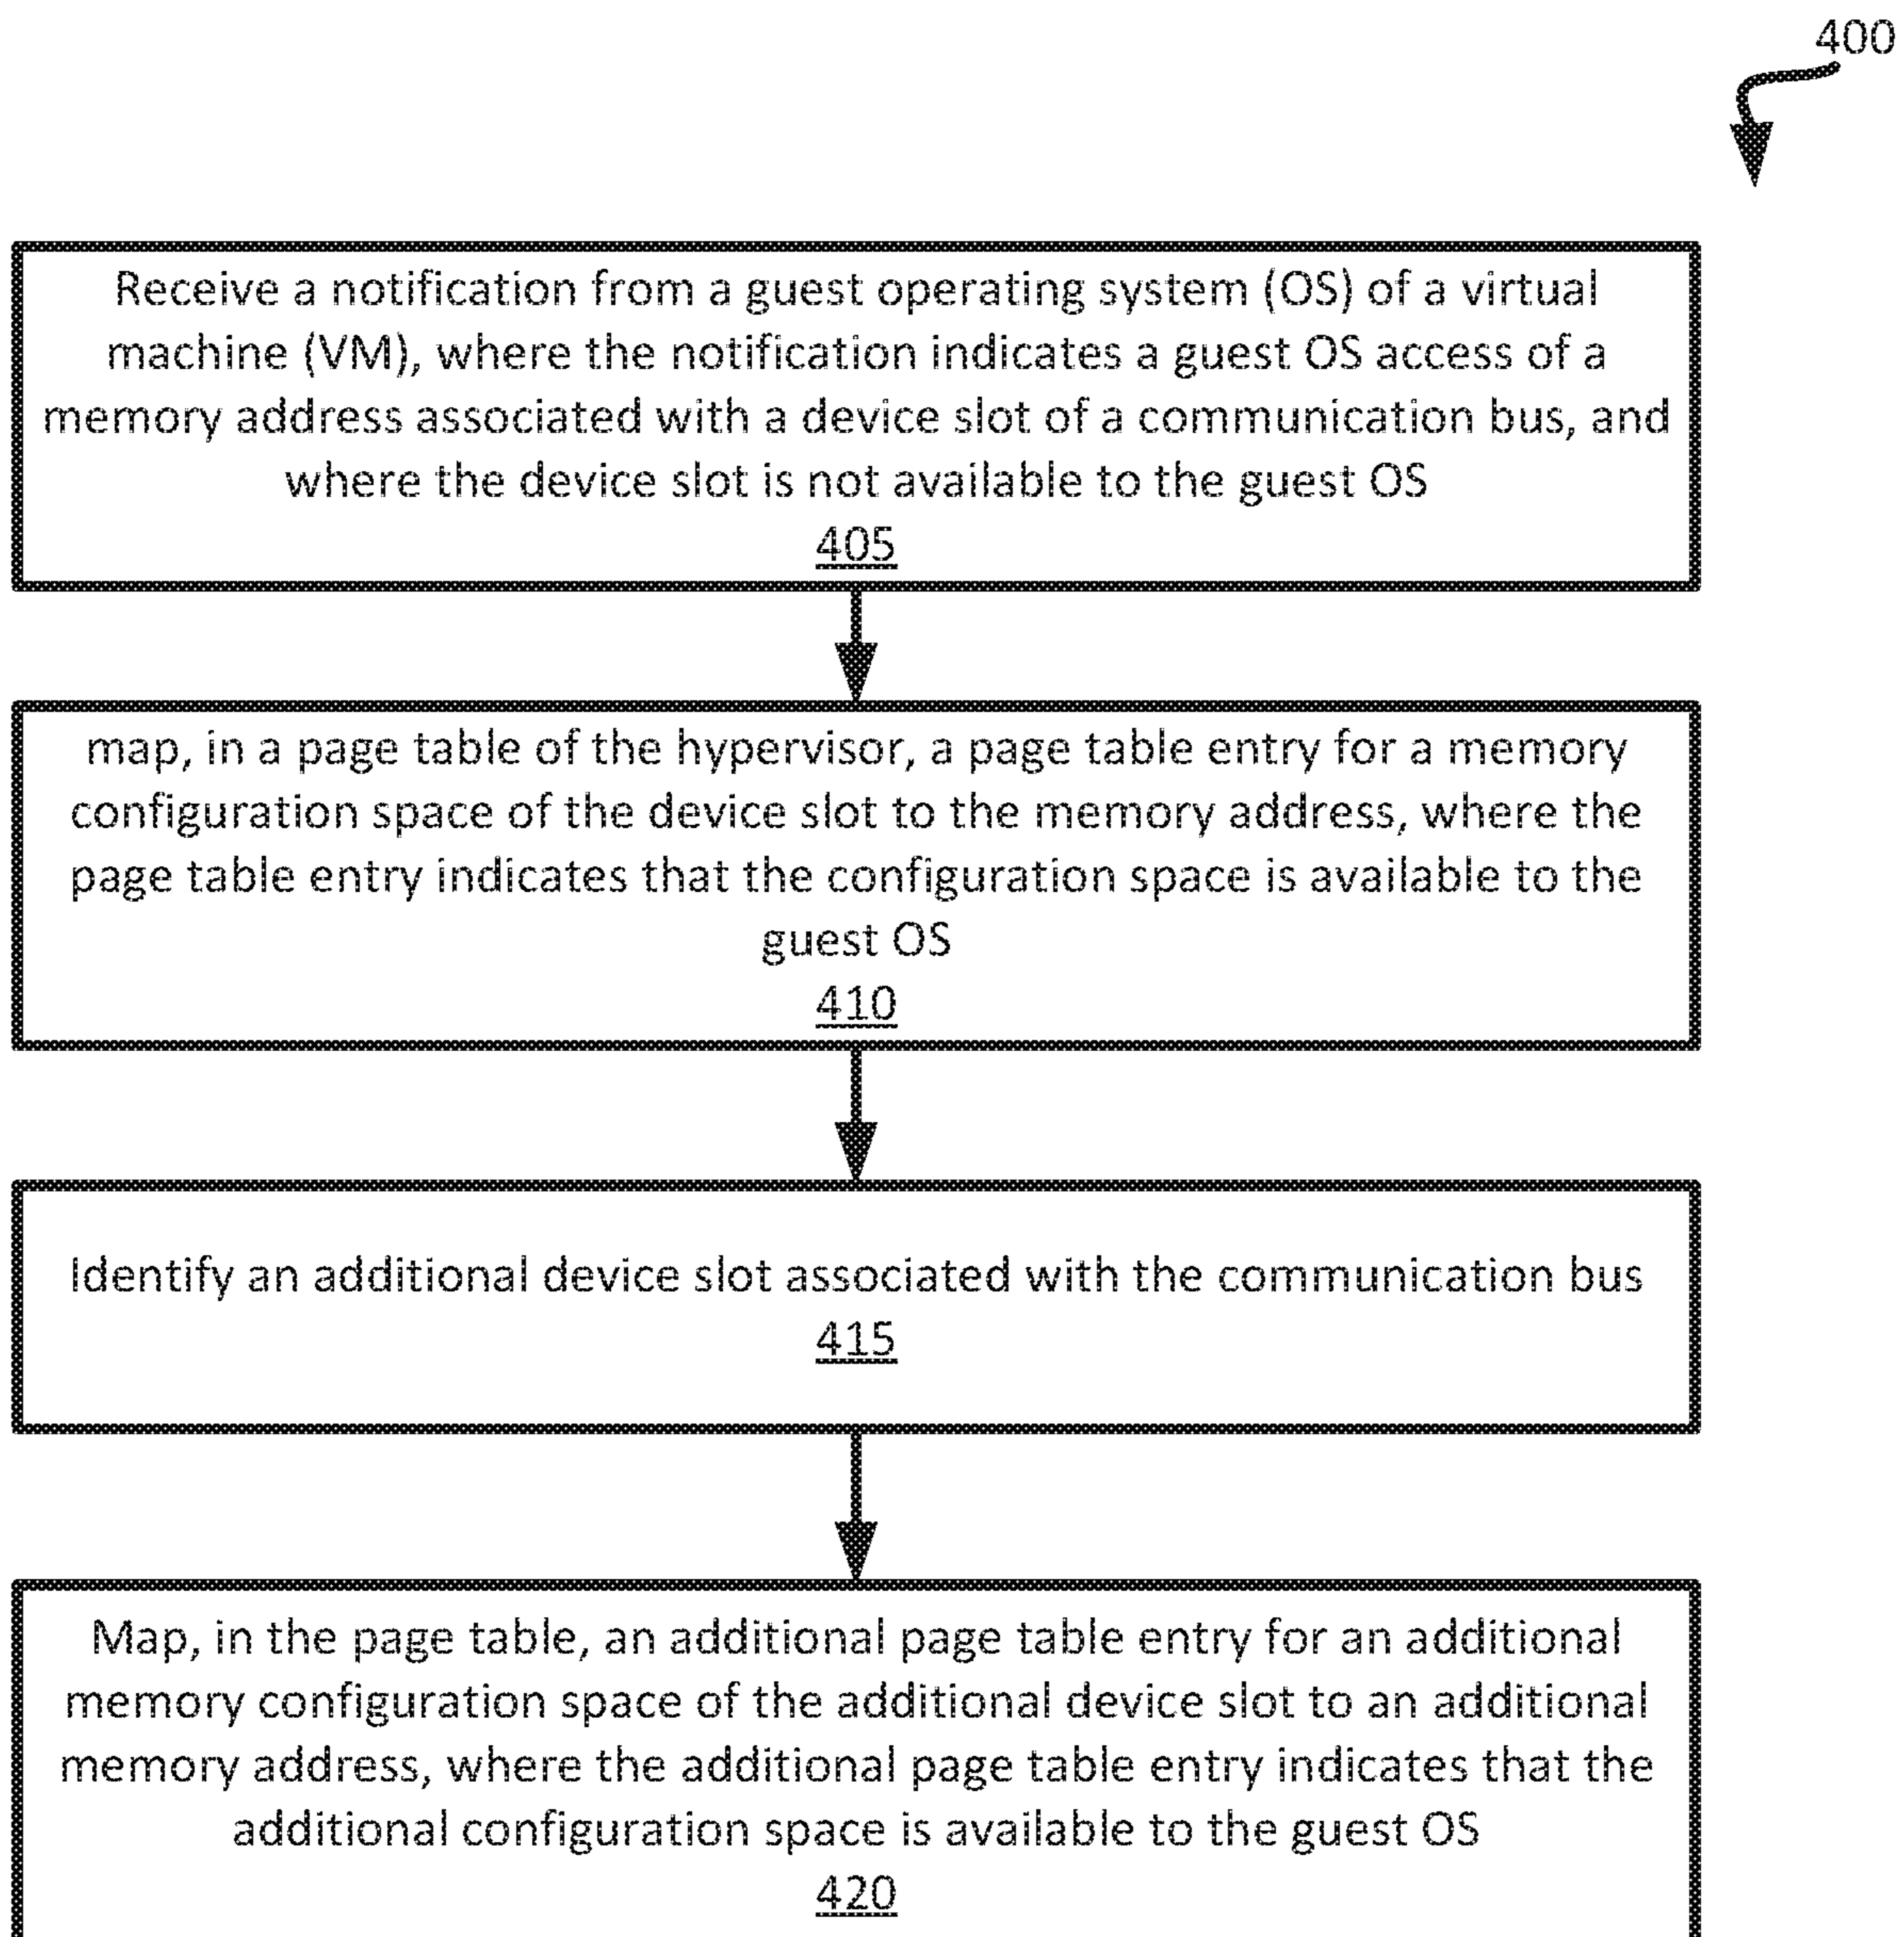 400
Receive a notification from a guest operating system (OS) of a virtual
machine (VM), where the notification indicates a guest OS access of a
memory address associated with a device slot of a communication bus, and
where the device slot is not available to the guest OS
405
map, in a page table of the hypervisor, a page table entry for a memory
configuration space of the device slot to the memory address, where the
page table entry indicates that the configuration space is available to the
guest OS
410
Identify an additional device slot associated with the communication bus
415
Map, in the page table, an additional page table entry for an additional
memory configuration space of the additional device slot to an additional
memory address, where the additional page table entry indicates that the
additional configuration space is available to the guest OS
420